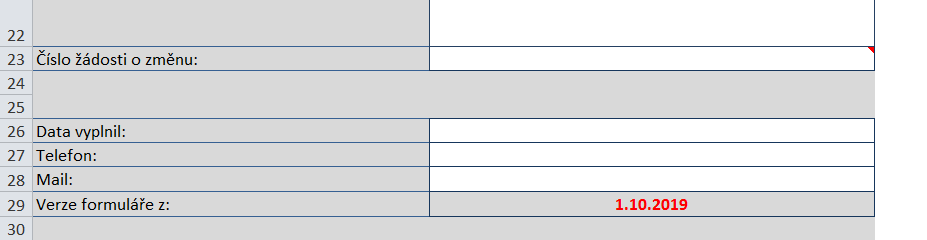 22
23 Číslo žádosti o změnu:
24
25
26 Data vyplnil:
27 Telefon:
28 Mail:
29 Verze formuláře z: 1.10.2019
30